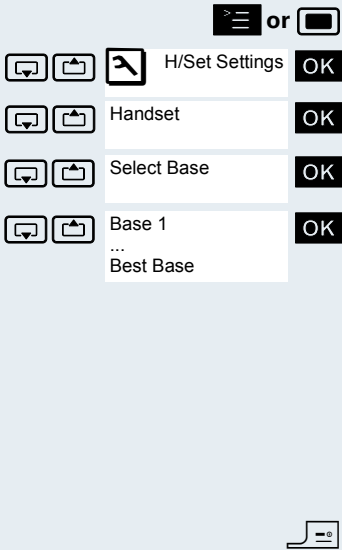 or
H/Set Settings OK
Handset OK
Select Base OK
Base 1 OK
...
Best Base